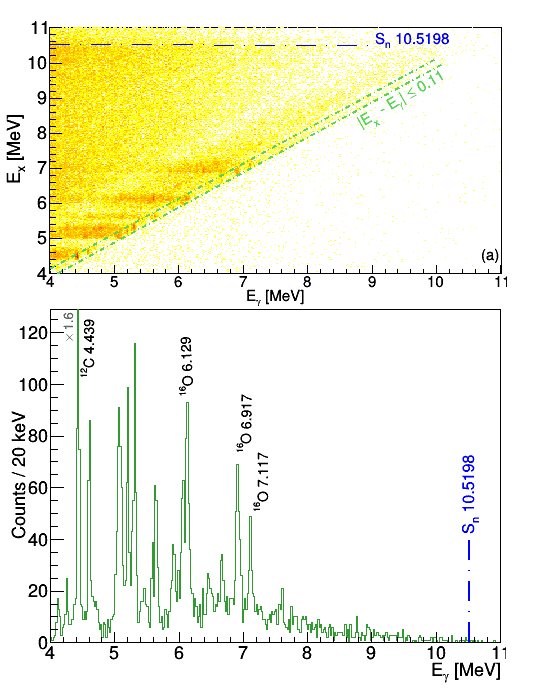 11
10
9
8
7
6
5
4
E_x [MeV]
S_n 10.5198
|E_x - E_γ| ≤ 0.11
(a)
4 5 6 7 8 9 10 11
E_γ [MeV]
120
100
80
60
40
20
0
Counts / 20 keV
×1.6
¹²C 4.439
¹⁶O 6.129
¹⁶O 6.917
¹⁶O 7.117
S_n 10.5198
4 5 6 7 8 9 10 11
E_γ [MeV]